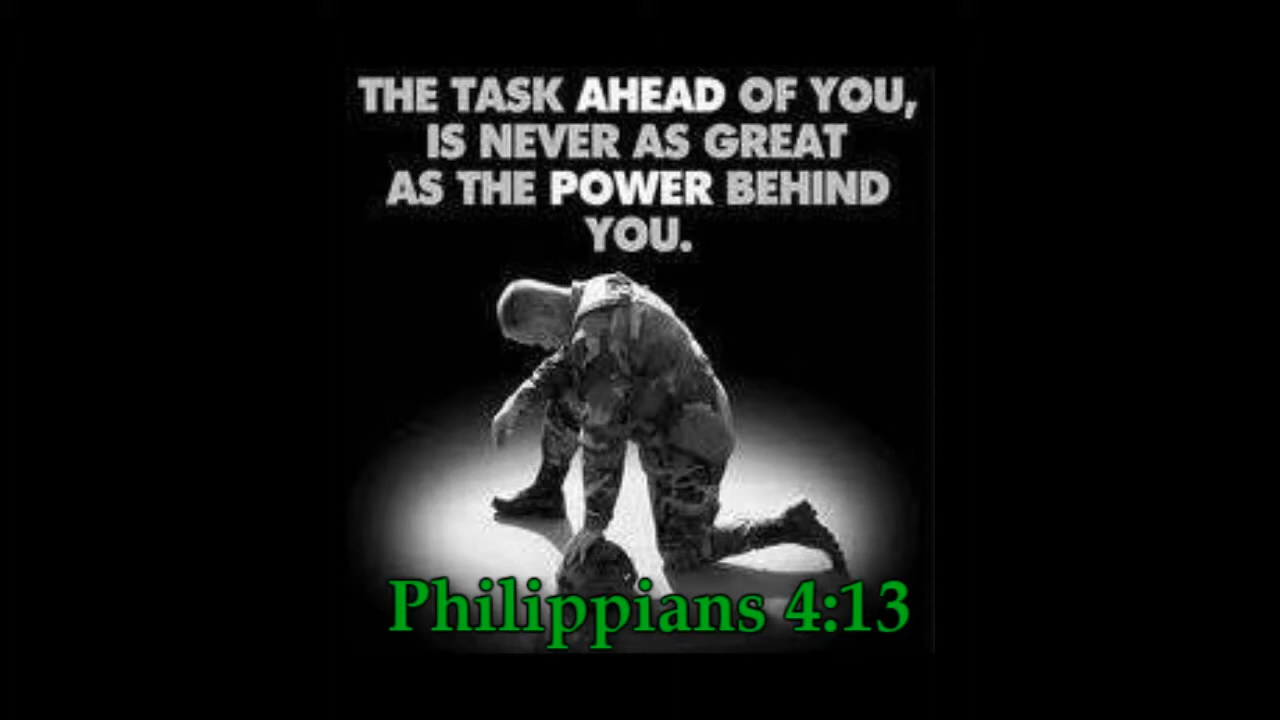 THE TASK AHEAD OF YOU,
IS NEVER AS GREAT
AS THE POWER BEHIND
YOU.
Philippians 4:13